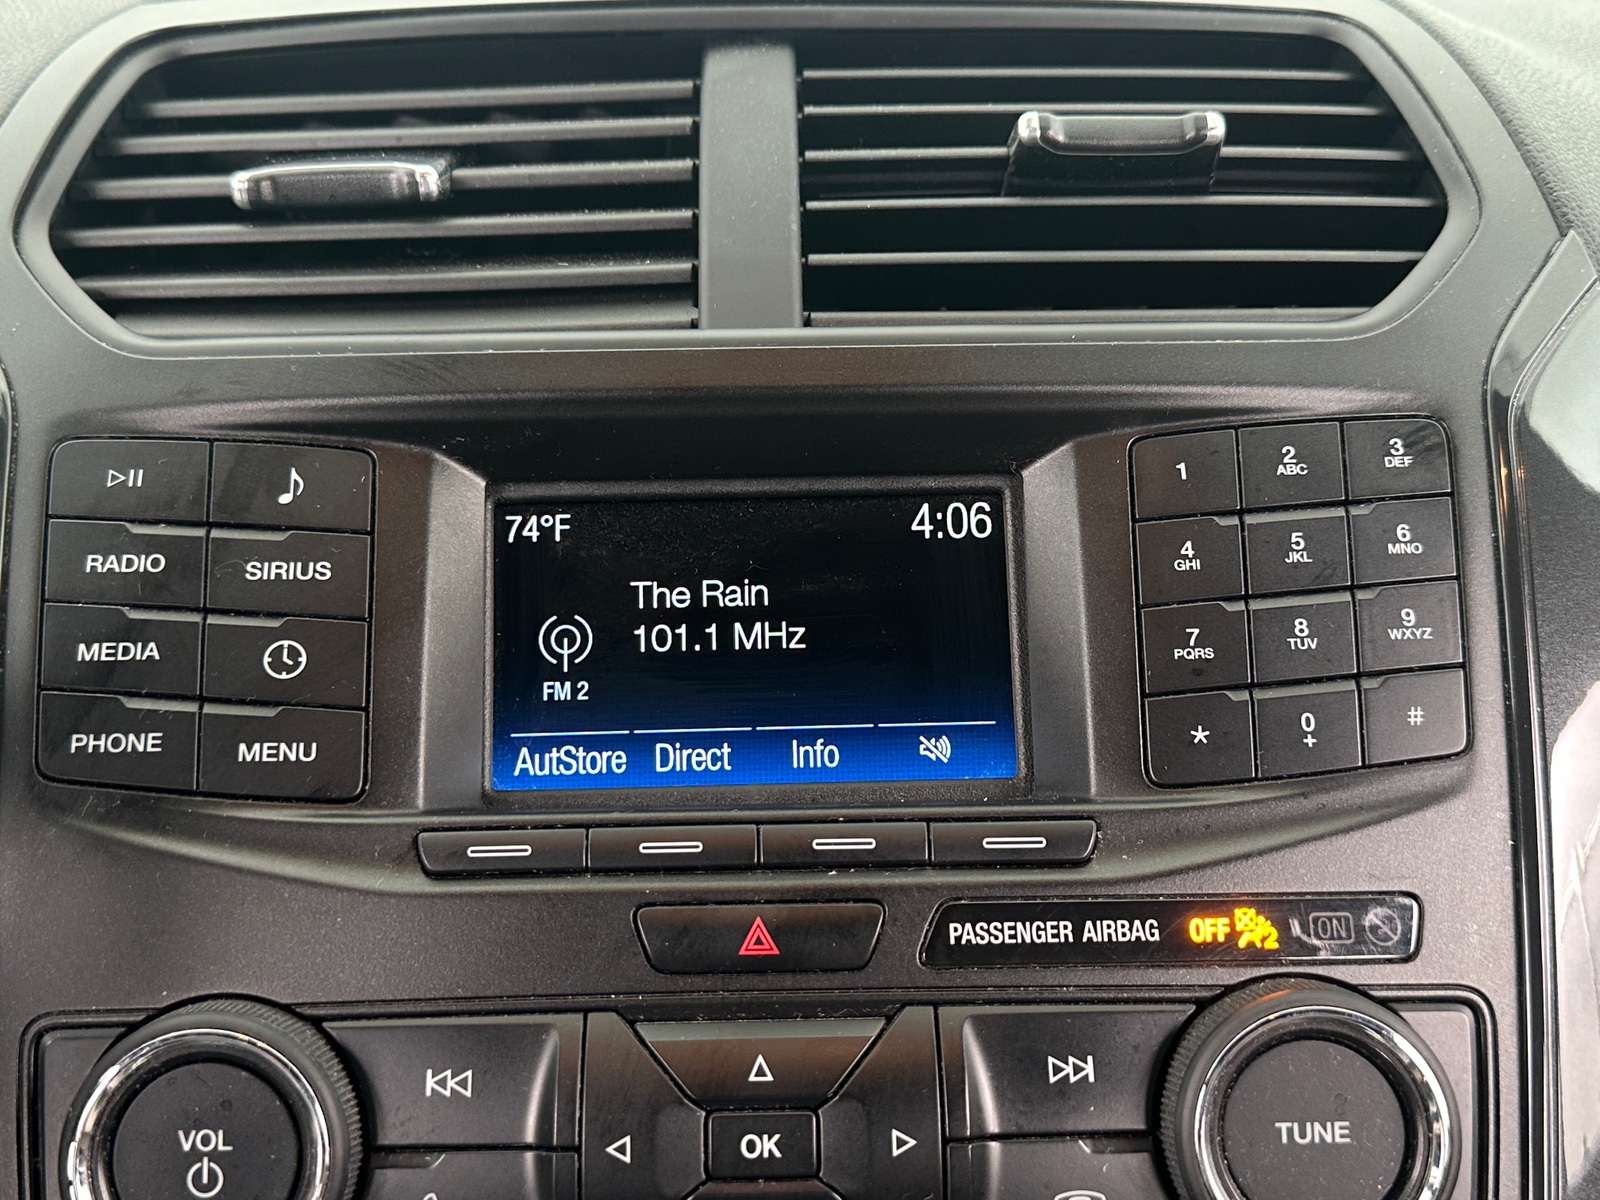 74°F
4:06
The Rain
101.1 MHz
FM 2
AutStore Direct Info
RADIO
SIRIUS
MEDIA
PHONE
MENU
1
2 ABC
3 DEF
4 GHI
5 JKL
6 MNO
7 PQRS
8 TUV
9 WXYZ
*
0 +
#
PASSENGER AIRBAG OFF 2 ON
VOL
OK
TUNE